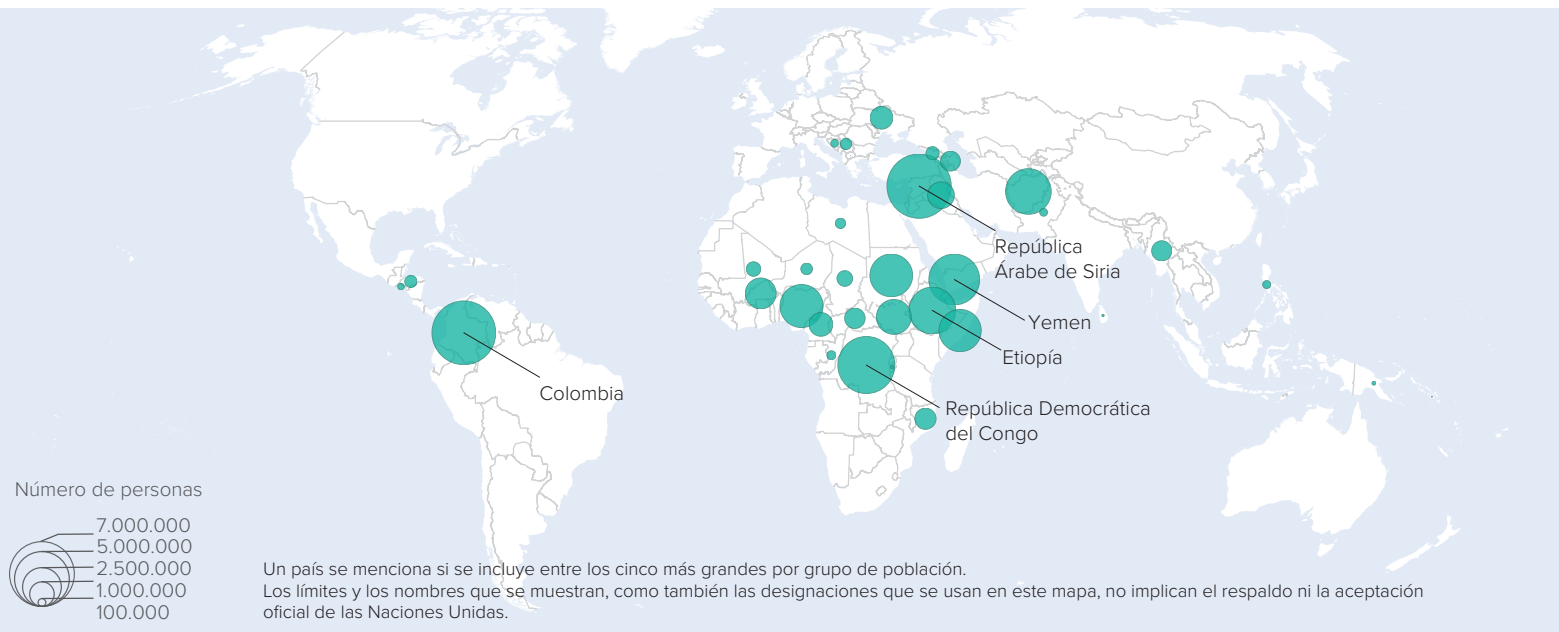 República
Árabe de Siria
Yemen
Etiopía
Colombia
República Democrática
del Congo
Número de personas
7.000.000
5.000.000
2.500.000
1.000.000
100.000
Un país se menciona si se incluye entre los cinco más grandes por grupo de población.
Los límites y los nombres que se muestran, como también las designaciones que se usan en este mapa, no implican el respaldo ni la aceptación
oficial de las Naciones Unidas.